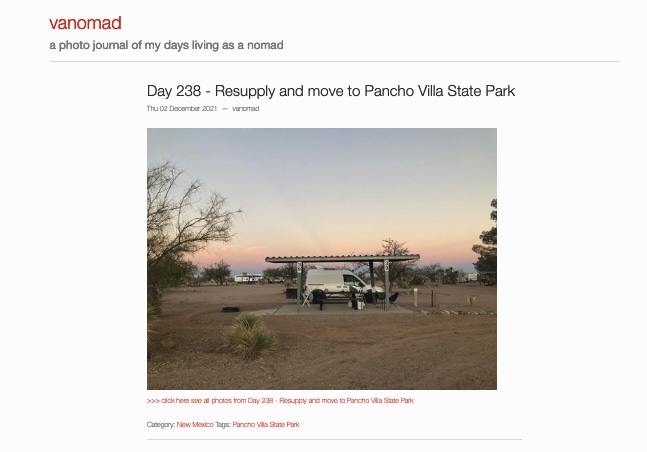 vanomad
a photo journal of my days living as a nomad
Day 238 - Resupply and move to Pancho Villa State Park
Thu 02 December 2021 — vanomad
>>> click here see all photos from Day 238 - Resupply and move to Pancho Villa State Park
Category: New Mexico Tags: Pancho Villa State Park